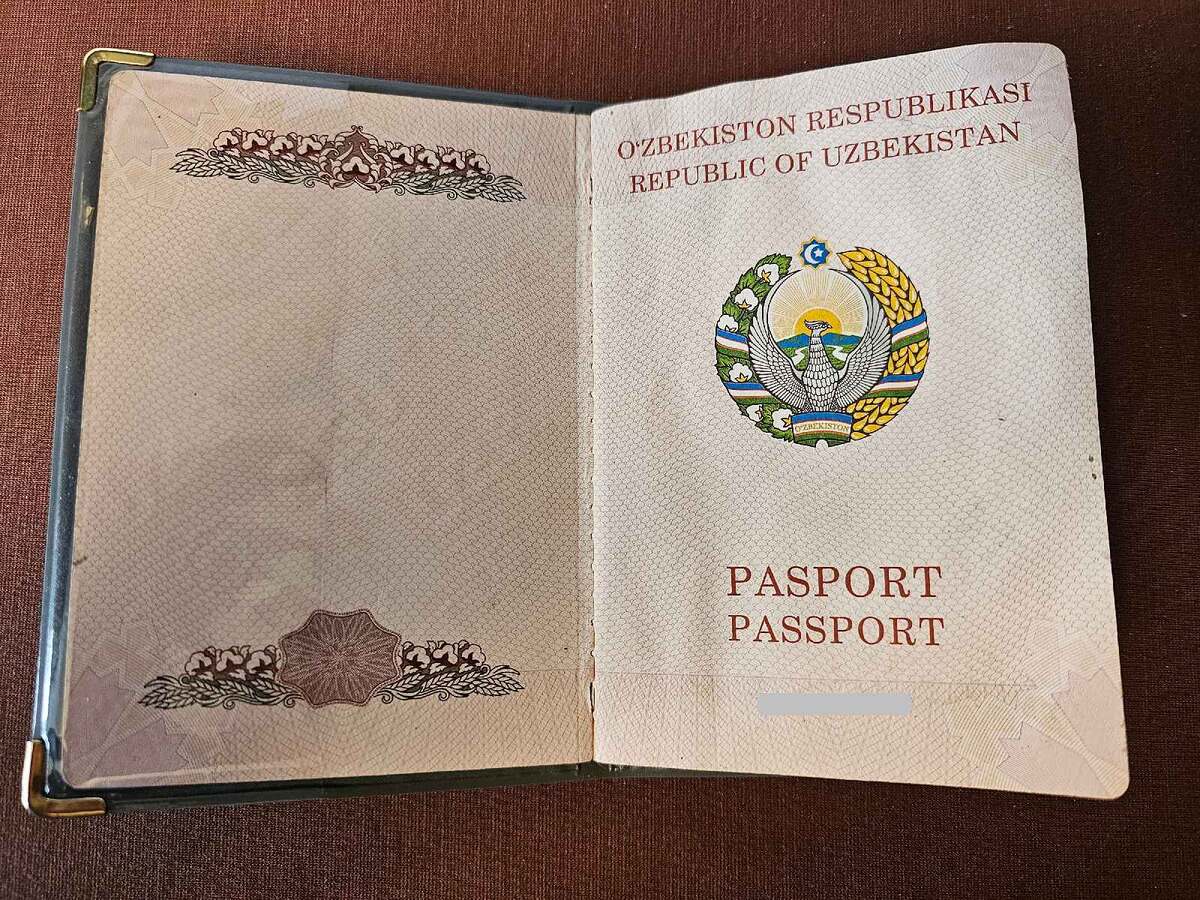 O‘ZBEKISTON RESPUBLIKASI
REPUBLIC OF UZBEKISTAN
O‘ZBEKISTON
PASPORT
PASSPORT